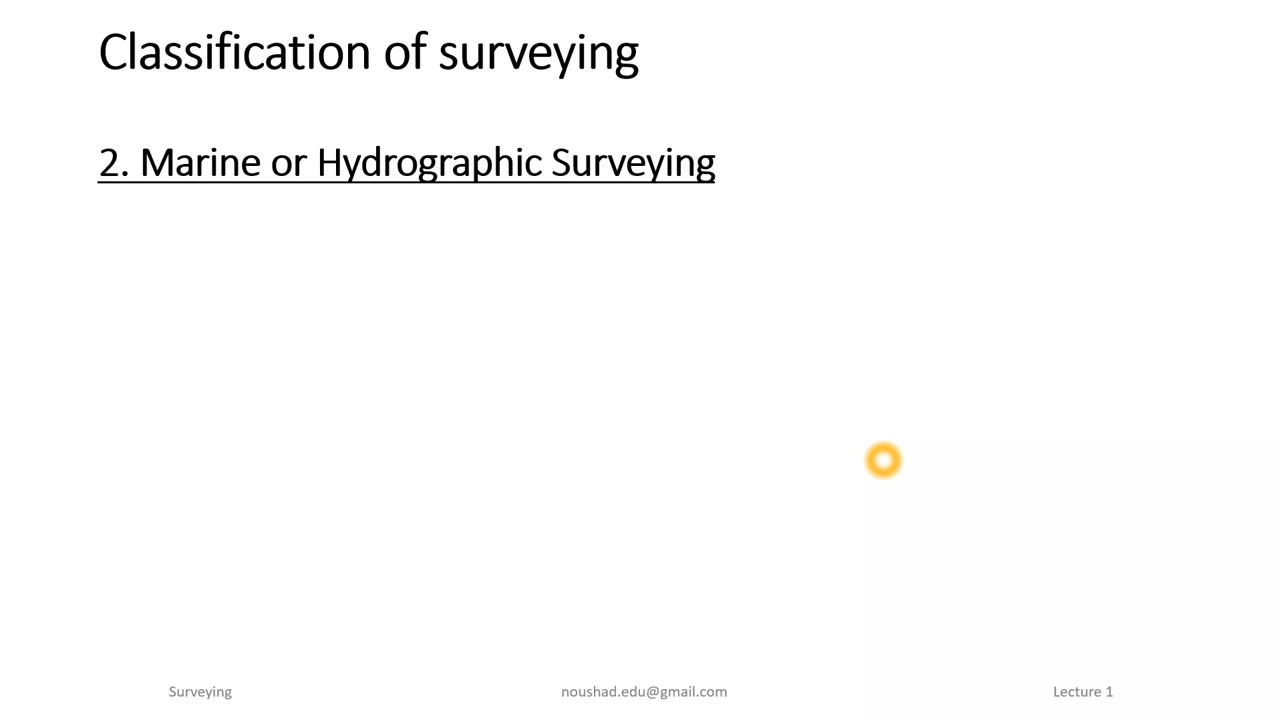 Classification of surveying
2. Marine or Hydrographic Surveying
Surveying
noushad.edu@gmail.com
Lecture 1